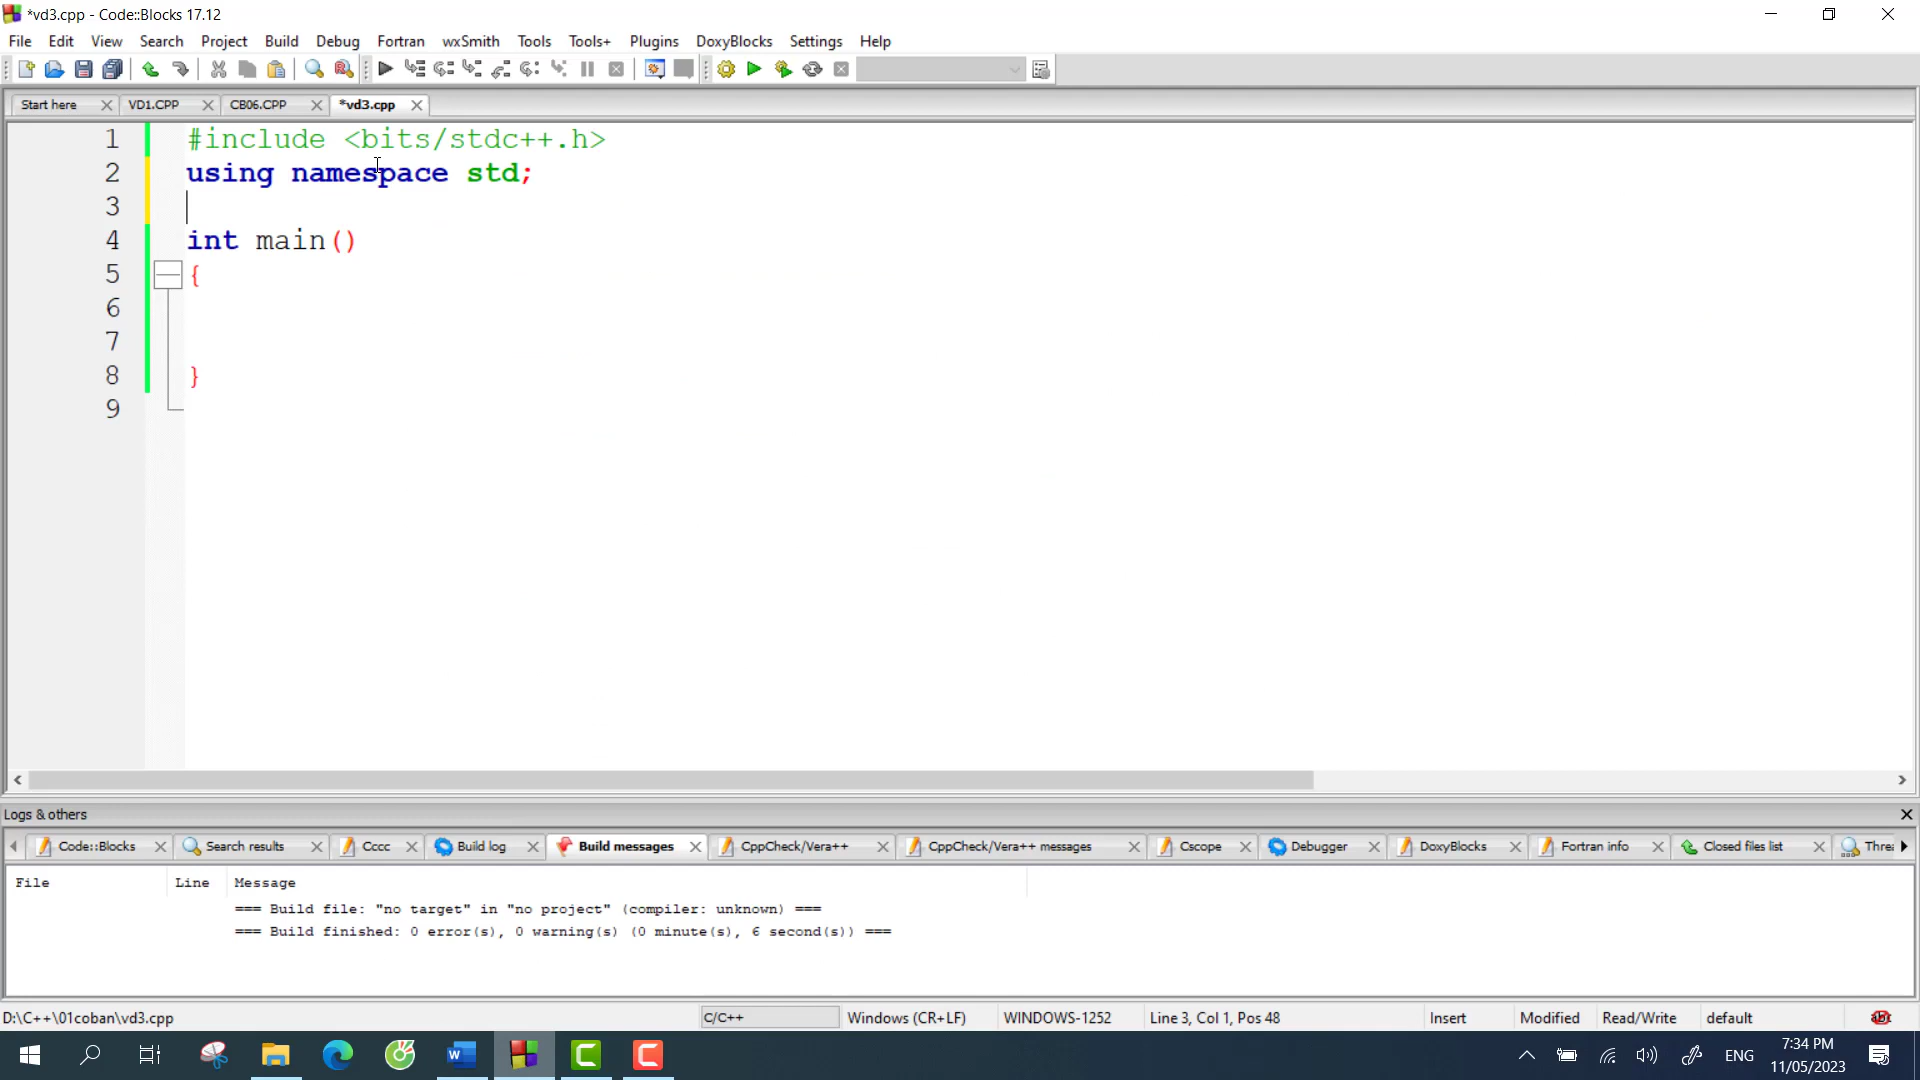 *vd3.cpp - Code::Blocks 17.12
File Edit View Search Project Build Debug Fortran wxSmith Tools Tools+ Plugins DoxyBlocks Settings Help
Start here VD1.CPP CB06.CPP *vd3.cpp
1 #include <bits/stdc++.h>
2 using namespace std;
3
4 int main()
5 {
6
7
8 }
9
Logs & others
Code::Blocks Search results Cccc Build log Build messages CppCheck/Vera++ CppCheck/Vera++ messages Cscope Debugger DoxyBlocks Fortran info Closed files list Threa
File Line Message
=== Build file: "no target" in "no project" (compiler: unknown) ===
=== Build finished: 0 error(s), 0 warning(s) (0 minute(s), 6 second(s)) ===
D:\C++\01coban\vd3.cpp C/C++ Windows (CR+LF) WINDOWS-1252 Line 3, Col 1, Pos 48 Insert Modified Read/Write default
ENG 7:34 PM
11/05/2023